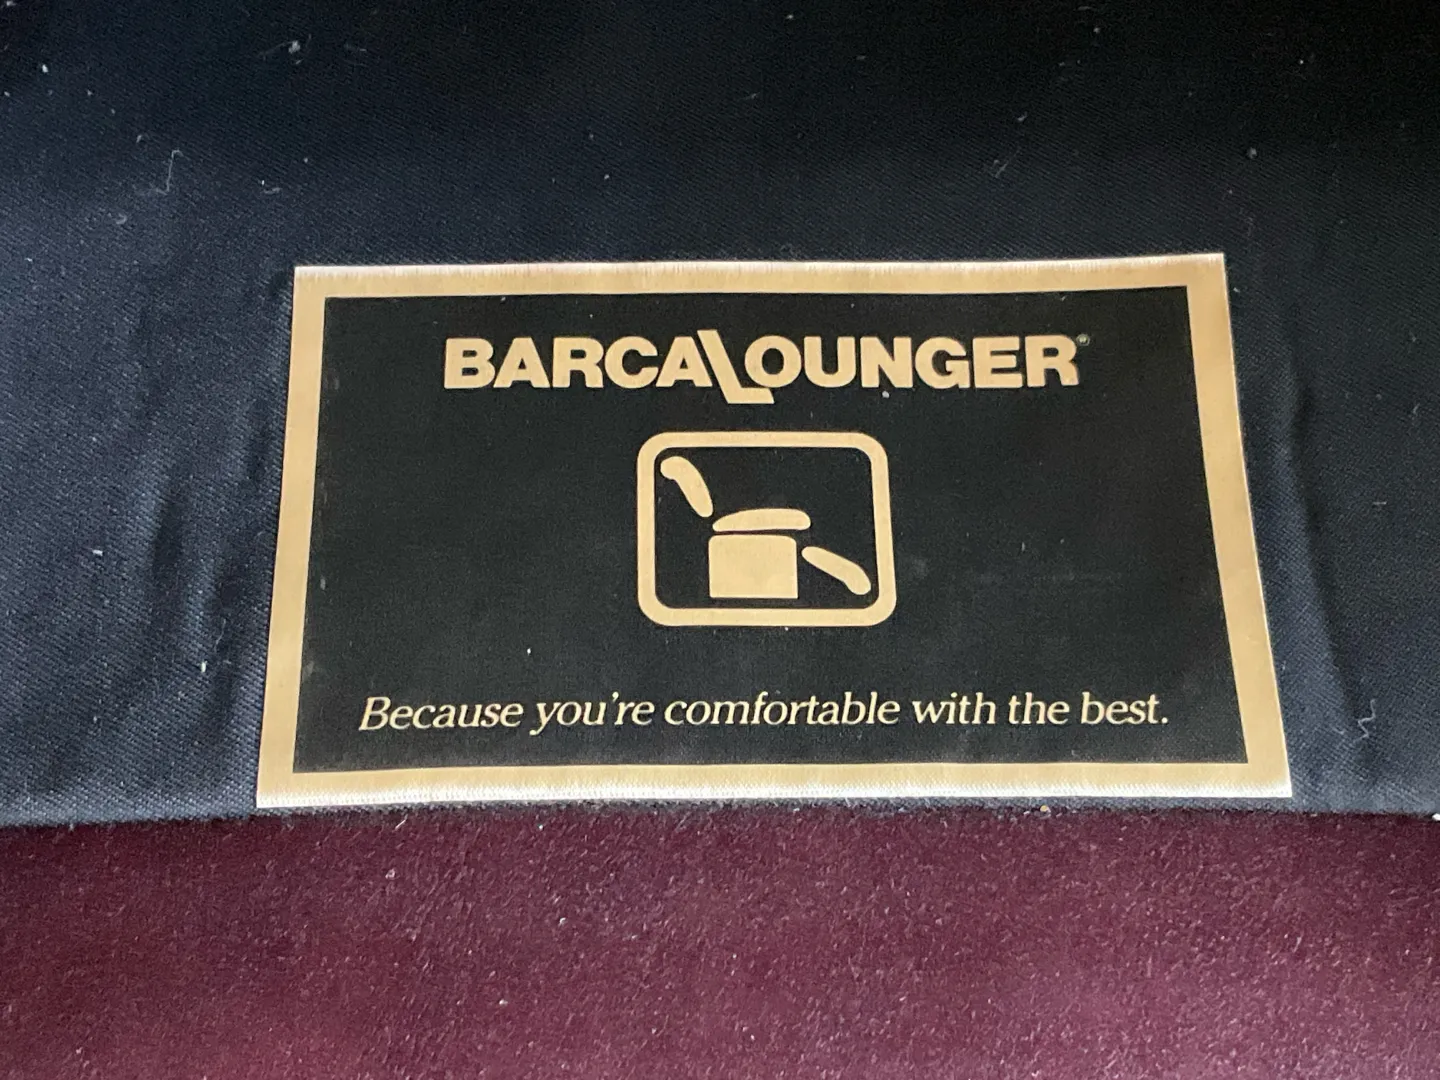 BARCALOUNGER®
Because you're comfortable with the best.